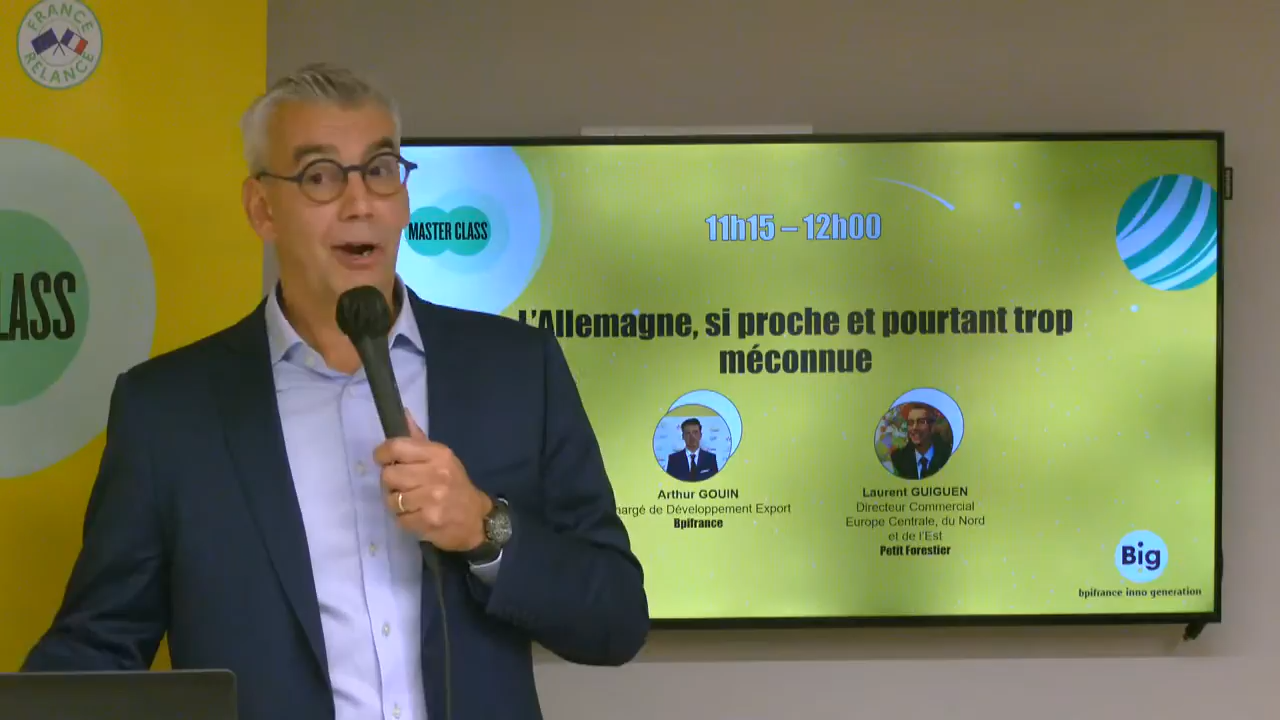 FRANCE
RELANCE
LASS
MASTER CLASS
11h15 – 12h00
L'Allemagne, si proche et pourtant trop
méconnue
Arthur GOUIN
hargé de Développement Export
Bpifrance
Laurent GUIGUEN
Directeur Commercial
Europe Centrale, du Nord
et de l'Est
Petit Forestier
Big
bpifrance inno generation